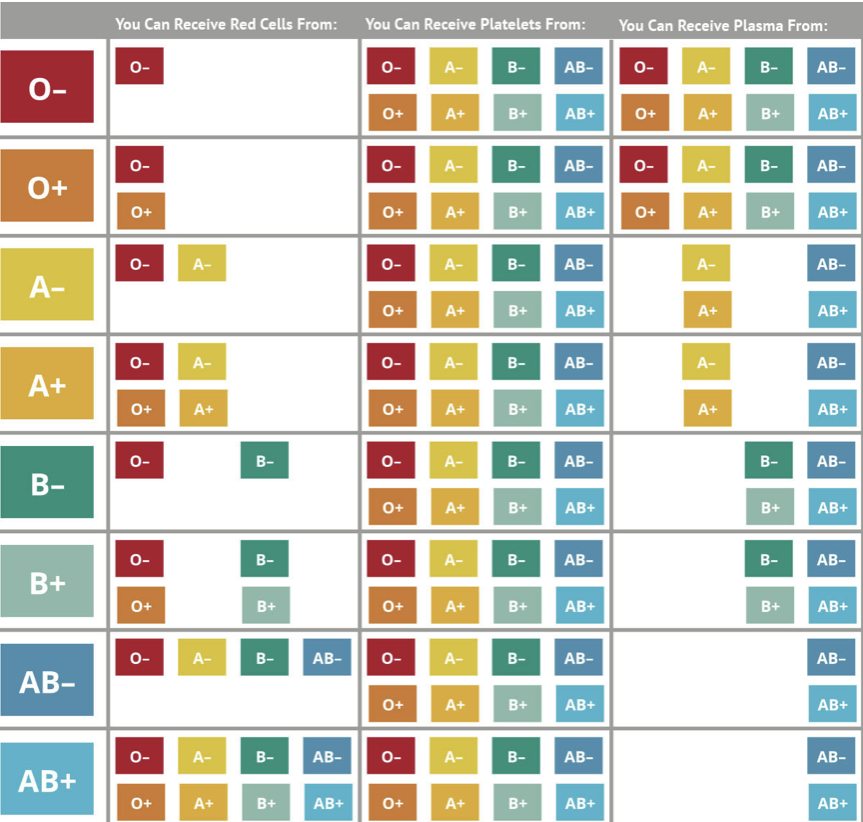 You Can Receive Red Cells From: You Can Receive Platelets From: You Can Receive Plasma From:
O– O– A– B– AB– O– A– B– AB–
O–
O+ A+ B+ AB+ O+ A+ B+ AB+
O– O– A– B– AB– O– A– B– AB–
O+
O+ O+ A+ B+ AB+ O+ A+ B+ AB+
O– A– O– A– B– AB– A– AB–
A–
O+ A+ B+ AB+ A+ AB+
O– A– O– A– B– AB– A– AB–
A+
O+ A+ O+ A+ B+ AB+ A+ AB+
O– B– O– A– B– AB– B– AB–
B–
O+ A+ B+ AB+ B+ AB+
O– B– O– A– B– AB– B– AB–
B+
O+ B+ O+ A+ B+ AB+ B+ AB+
O– A– B– AB– O– A– B– AB– AB–
AB–
O+ A+ B+ AB+ AB+
O– A– B– AB– O– A– B– AB– AB–
AB+
O+ A+ B+ AB+ O+ A+ B+ AB+ AB+